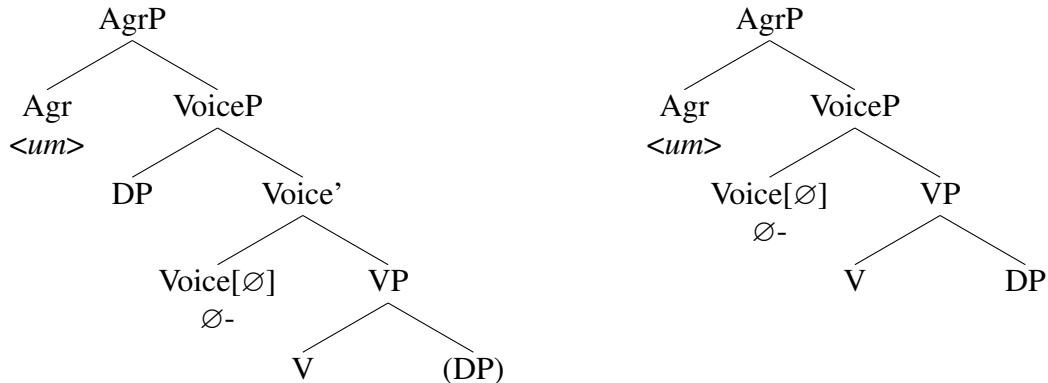 AgrP
Agr VoiceP
<um>
DP Voice’
Voice[∅] VP
∅-
V (DP)
AgrP
Agr VoiceP
<um>
Voice[∅] VP
∅-
V DP